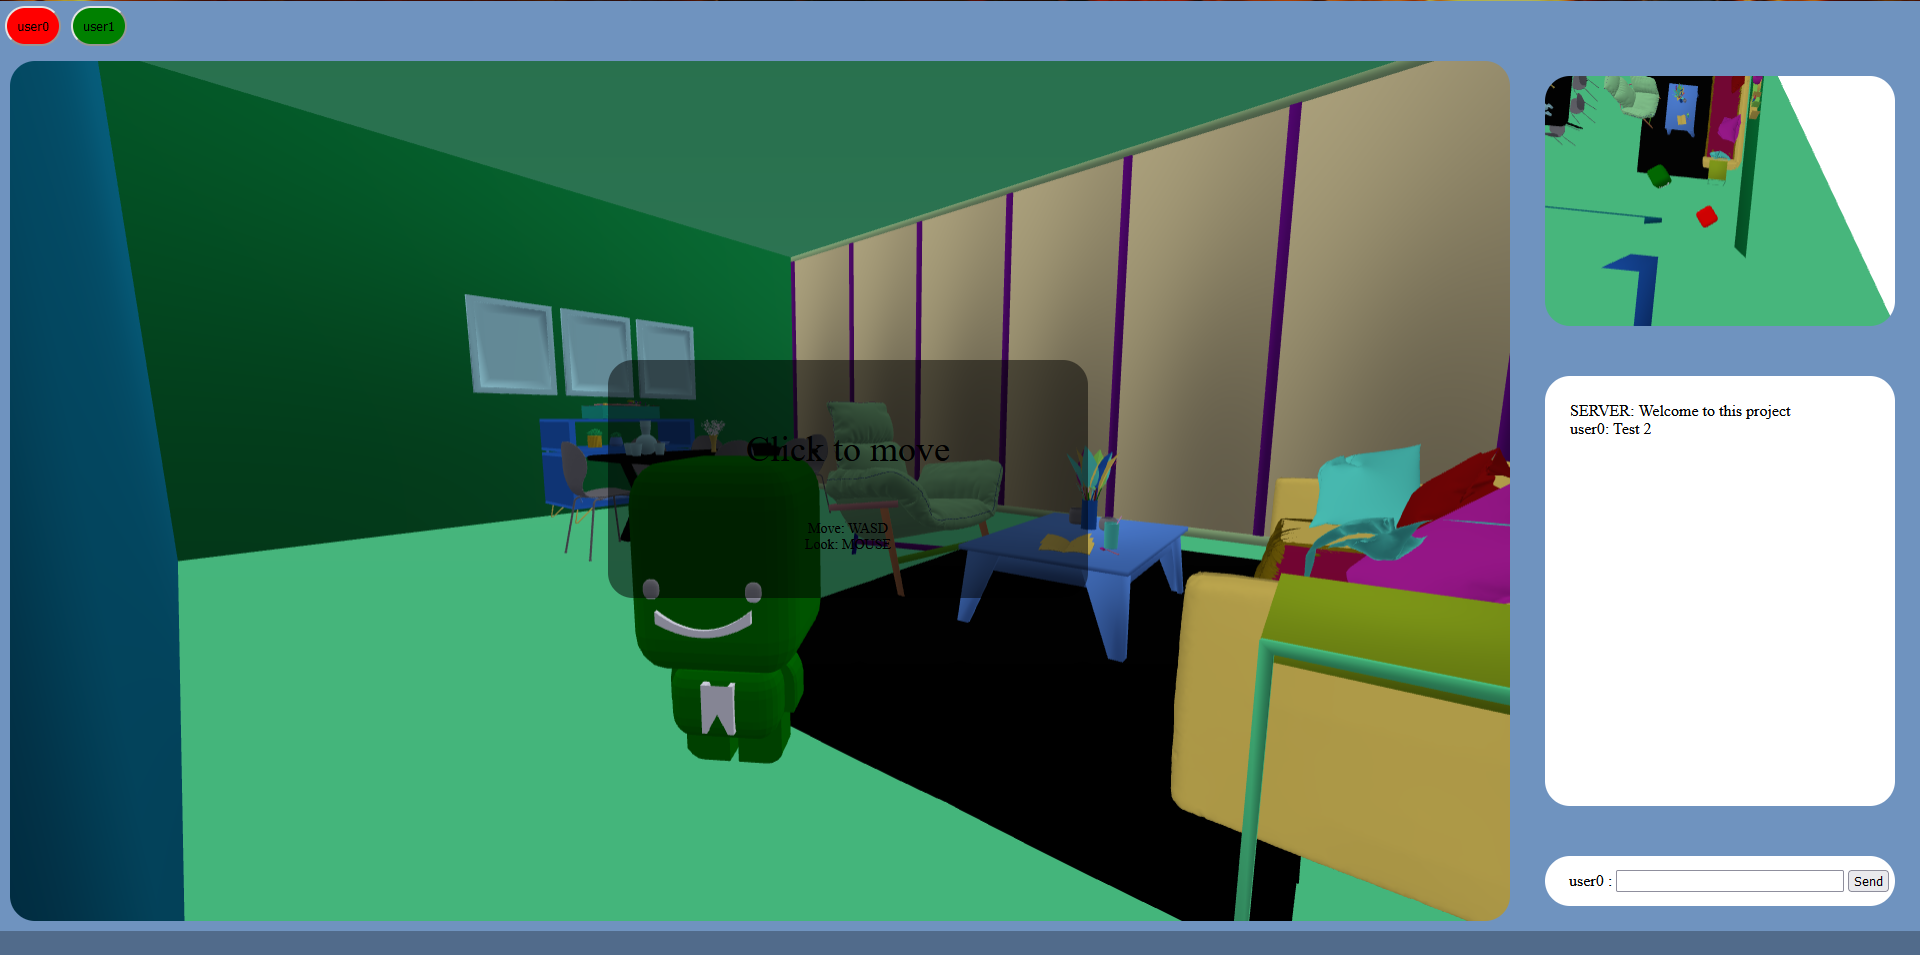 user0
user1
Click to move
Move: WASD
Look: MOUSE
SERVER: Welcome to this project
user0: Test 2
user0 :
Send